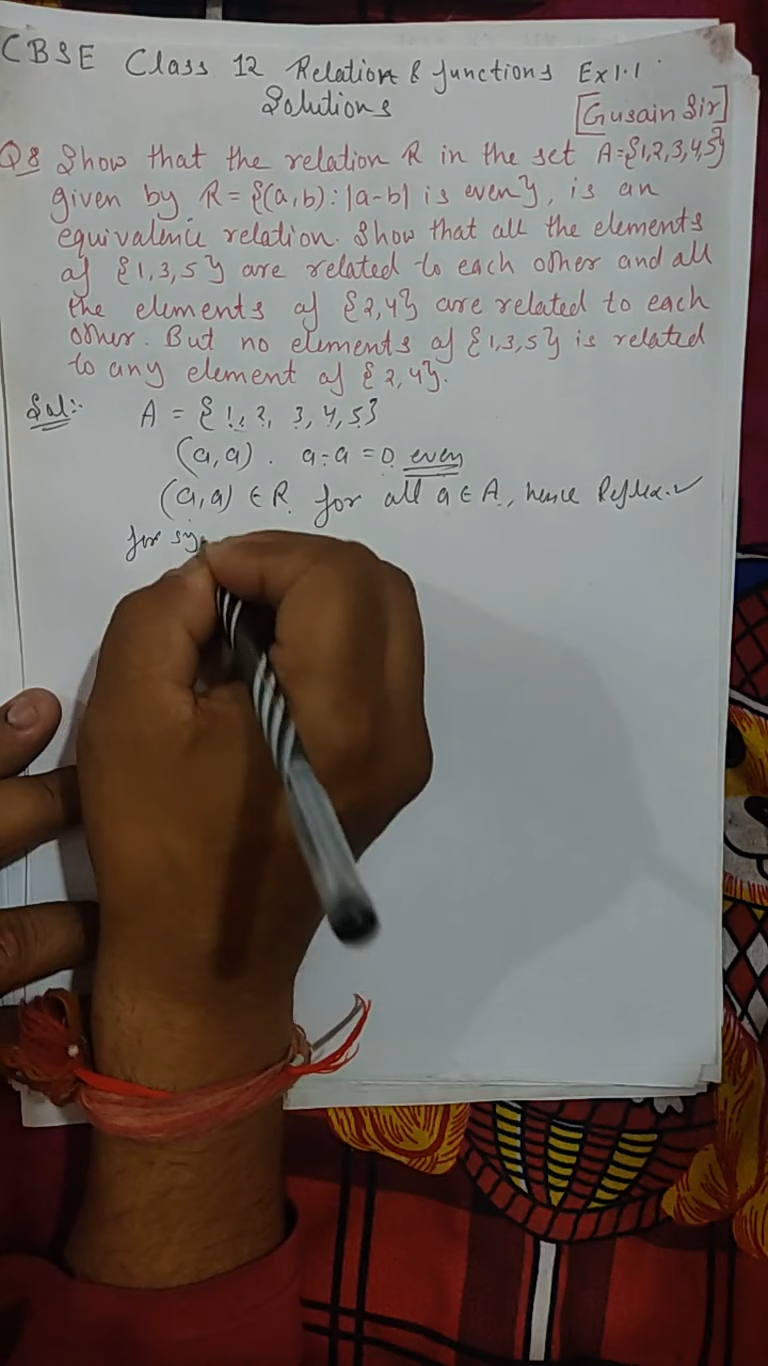 CBSE Class 12 Relation & functions Ex 1.1
Solutions
[Gusain Sir]
Q8 Show that the relation R in the set A={1,2,3,4,5}
given by R = {(a,b) : |a-b| is even}, is an
equivalence relation. Show that all the elements
of {1,3,5} are related to each other and all
the elements of {2,4} are related to each
other. But no elements of {1,3,5} is related
to any element of {2,4}.
Sol:- A = {1, 2, 3, 4, 5}
(a,a) . a-a = 0 even
(a,a) ∈ R for all a ∈ A, hence Reflex. ✓
for sy